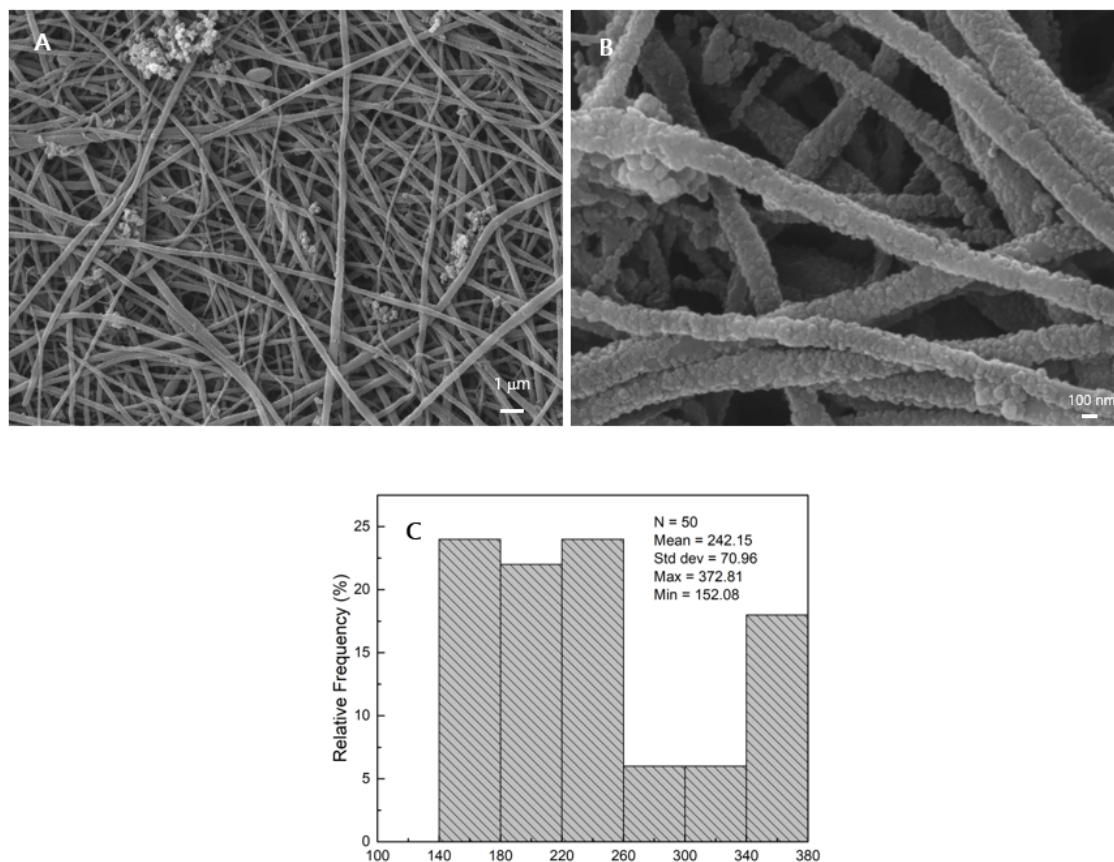 A
B
1 μm
100 nm
C
N = 50
Mean = 242.15
Std dev = 70.96
Max = 372.81
Min = 152.08
Relative Frequency (%)
25
20
15
10
5
0
100 140 180 220 260 300 340 380